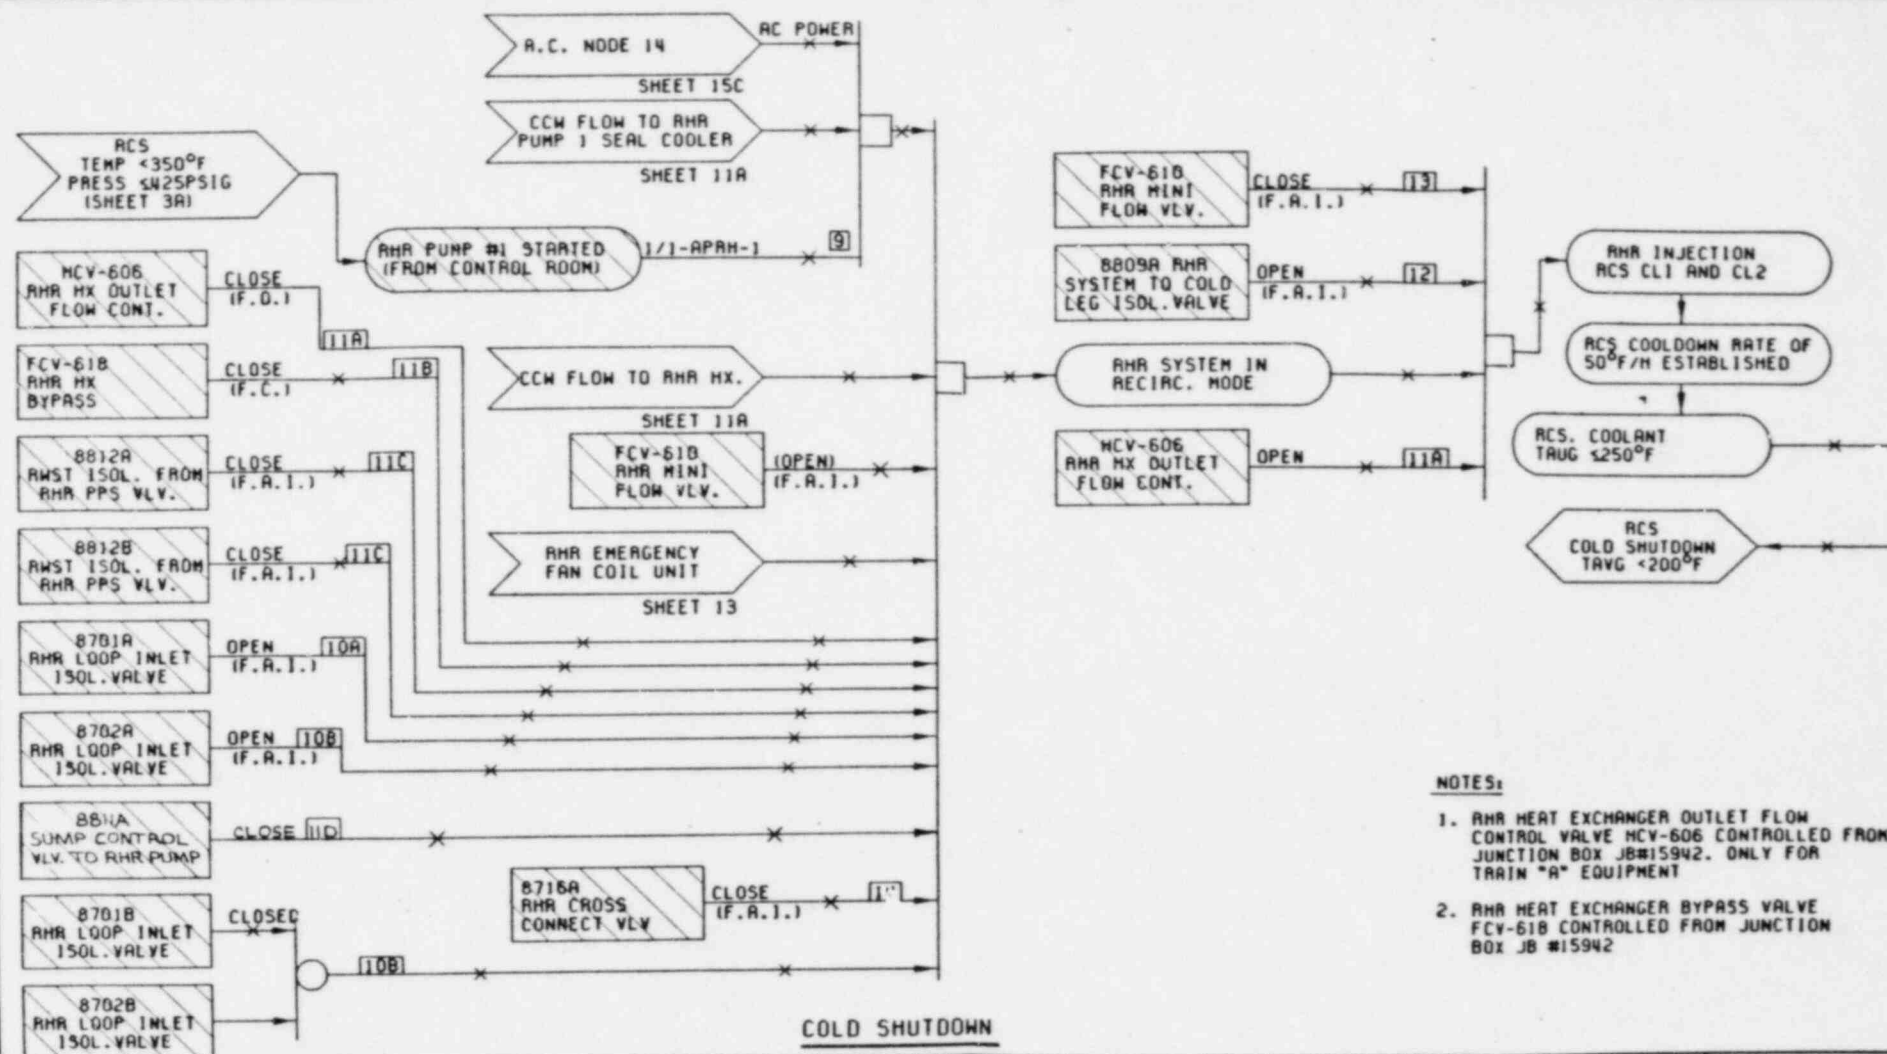 A.C. NODE 14
AC POWER
SHEET 15C
CCW FLOW TO RHR
PUMP 1 SEAL COOLER
SHEET 11A
RCS
TEMP <350°F
PRESS ≤425PSIG
(SHEET 3A)
RHR PUMP #1 STARTED
(FROM CONTROL ROOM)
1/1-APRH-1
9
HCV-606
RHR HX OUTLET
FLOW CONT.
CLOSE
(F.O.)
11A
FCV-618
RHR HX
BYPASS
CLOSE
(F.C.)
11B
8812A
RWST ISOL. FROM
RHR PPS VLV.
CLOSE
(F.A.I.)
11C
8812B
RWST ISOL. FROM
RHR PPS VLV.
CLOSE
(F.A.I.)
11C
8701A
RHR LOOP INLET
ISOL.VALVE
OPEN
(F.A.I.)
10A
8702A
RHR LOOP INLET
ISOL.VALVE
OPEN
(F.A.I.)
10B
8811A
SUMP CONTROL
VLV. TO RHR PUMP
CLOSE
11D
8701B
RHR LOOP INLET
ISOL.VALVE
CLOSED
8702B
RHR LOOP INLET
ISOL.VALVE
10B
CCW FLOW TO RHR HX.
SHEET 11A
FCV-610
RHR MINI
FLOW VLV.
(OPEN)
(F.A.I.)
RHR EMERGENCY
FAN COIL UNIT
SHEET 13
8716A
RHR CROSS
CONNECT VLV
CLOSE
(F.A.I.)
FCV-610
RHR MINI
FLOW VLV.
CLOSE
(F.A.I.)
13
8809A RHR
SYSTEM TO COLD
LEG ISOL.VALVE
OPEN
(F.A.I.)
12
RHR SYSTEM IN
RECIRC. MODE
HCV-606
RHR HX OUTLET
FLOW CONT.
OPEN
11A
RHR INJECTION
RCS CL1 AND CL2
RCS COOLDOWN RATE OF
50°F/H ESTABLISHED
RCS. COOLANT
TAUG ≤250°F
RCS
COLD SHUTDOWN
TAVG <200°F
NOTES:
1. RHR HEAT EXCHANGER OUTLET FLOW
CONTROL VALVE HCV-606 CONTROLLED FROM
JUNCTION BOX JB#15942. ONLY FOR
TRAIN "A" EQUIPMENT
2. RHR HEAT EXCHANGER BYPASS VALVE
FCV-618 CONTROLLED FROM JUNCTION
BOX JB #15942
COLD SHUTDOWN